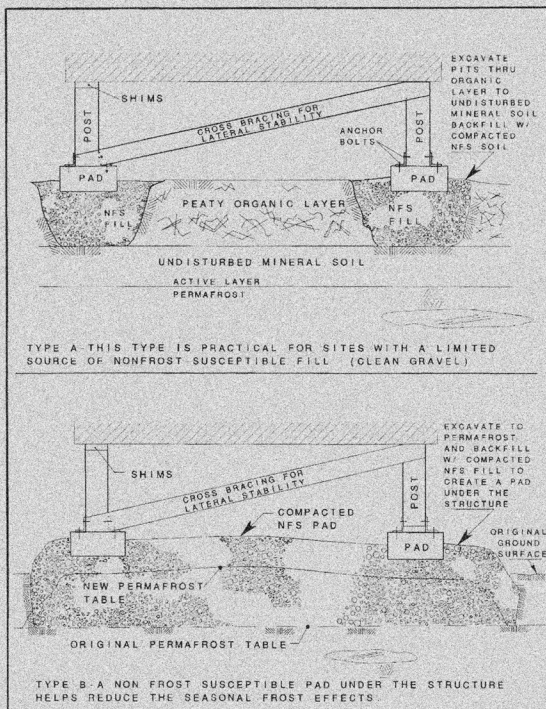 SHIMS
POST
CROSS BRACING FOR
LATERAL STABILITY
POST
ANCHOR
BOLTS
EXCAVATE
PITS THRU
ORGANIC
LAYER TO
UNDISTURBED
MINERAL SOIL
BACKFILL W/
COMPACTED
NFS SOIL
PAD
PAD
NFS
FILL
PEATY ORGANIC LAYER
NFS
FILL
UNDISTURBED MINERAL SOIL
ACTIVE LAYER
PERMAFROST
TYPE A-THIS TYPE IS PRACTICAL FOR SITES WITH A LIMITED
SOURCE OF NONFROST-SUSCEPTIBLE FILL (CLEAN GRAVEL)
SHIMS
CROSS BRACING FOR
LATERAL STABILITY
POST
EXCAVATE TO
PERMAFROST
AND BACKFILL
W/ COMPACTED
NFS FILL TO
CREATE A PAD
UNDER THE
STRUCTURE
COMPACTED
NFS PAD
PAD
PAD
ORIGINAL
GROUND
SURFACE
NEW PERMAFROST
TABLE
ORIGINAL PERMAFROST TABLE
TYPE B-A NON FROST SUSCEPTIBLE PAD UNDER THE STRUCTURE
HELPS REDUCE THE SEASONAL FROST EFFECTS.